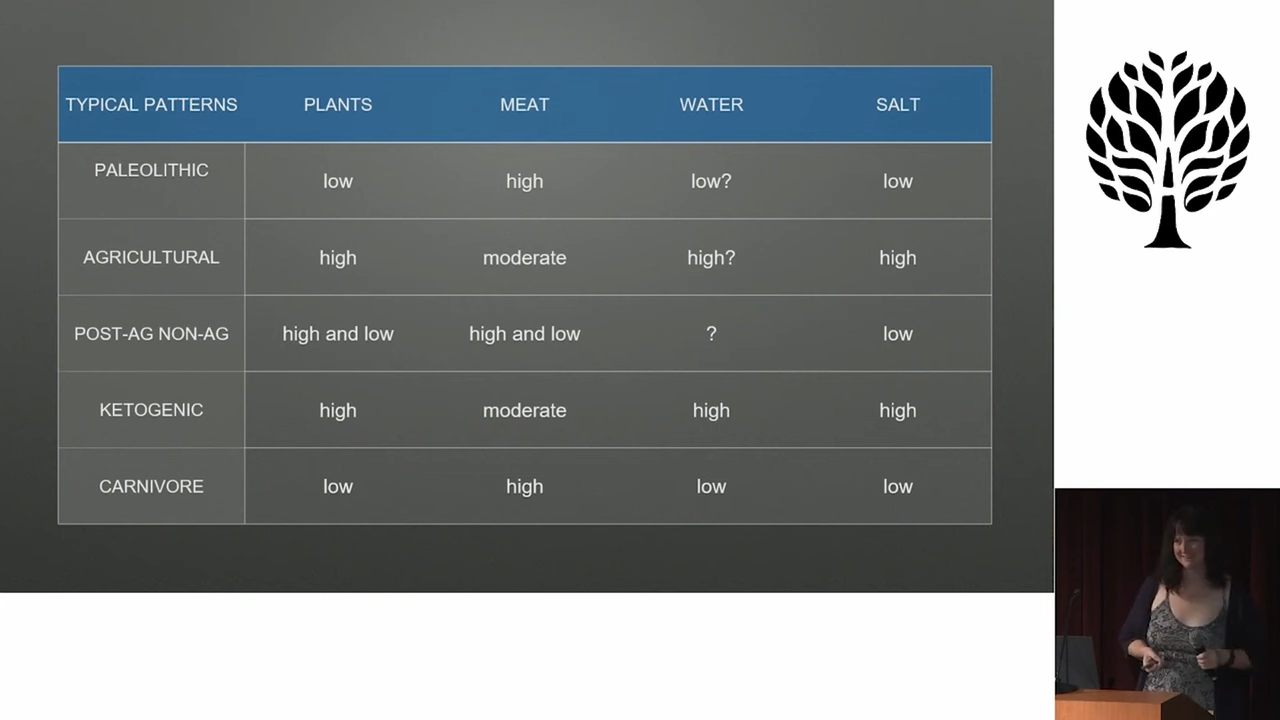 TYPICAL PATTERNS PLANTS MEAT WATER SALT
PALEOLITHIC low high low? low
AGRICULTURAL high moderate high? high
POST-AG NON-AG high and low high and low ? low
KETOGENIC high moderate high high
CARNIVORE low high low low